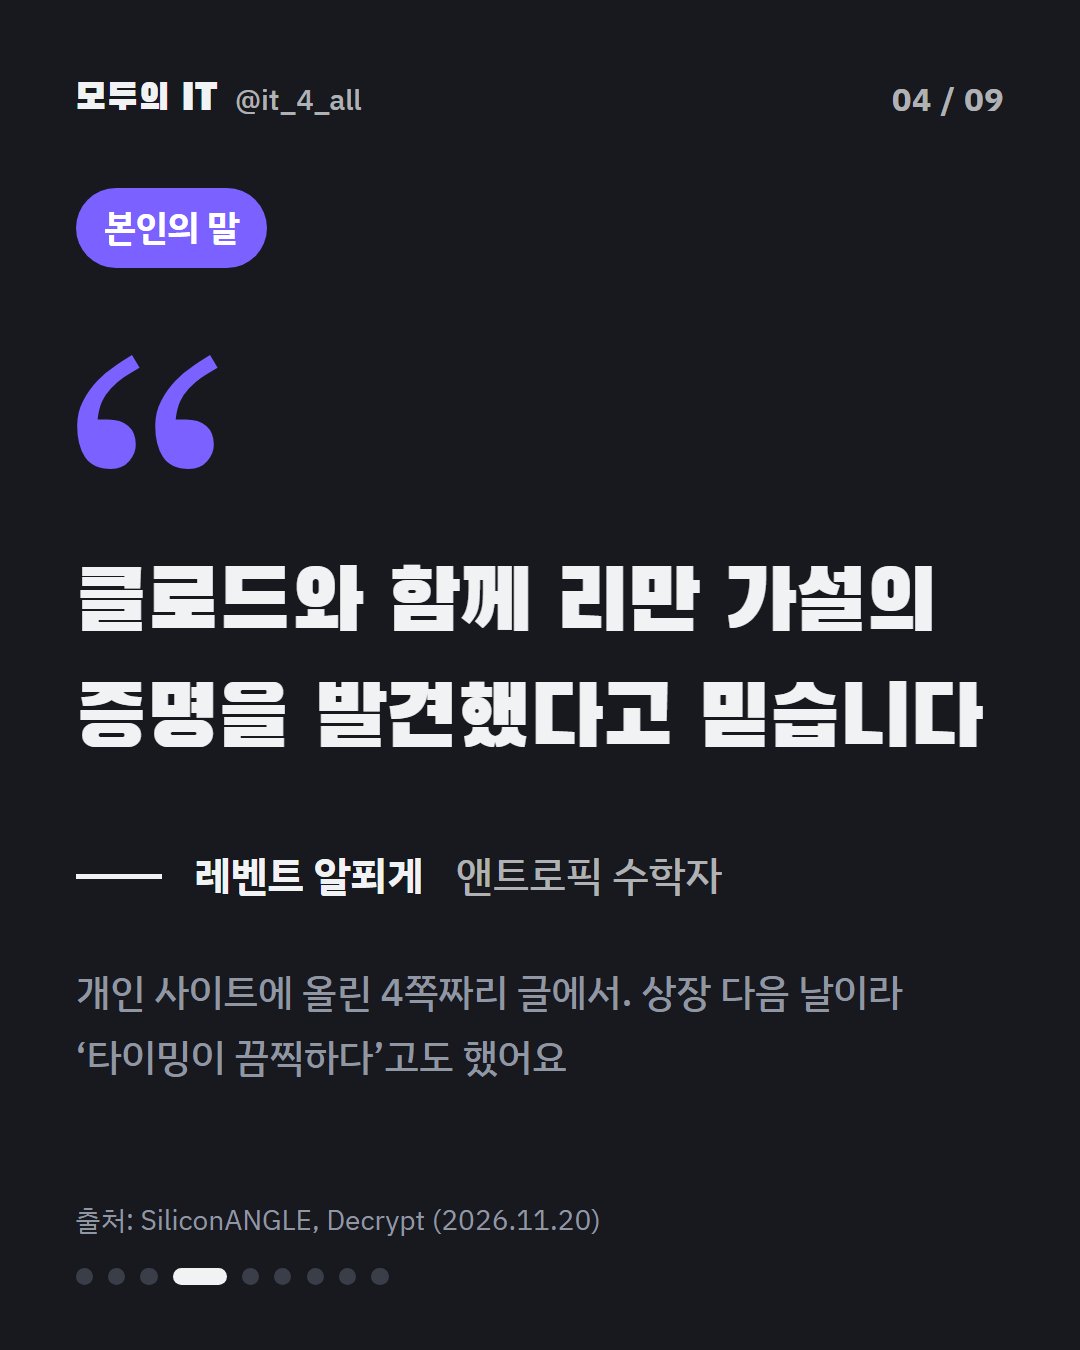 모두의 IT @it_4_all 04 / 09
본인의 말
“
클로드와 함께 리만 가설의
증명을 발견했다고 믿습니다
레벤트 알푀게 앤트로픽 수학자
개인 사이트에 올린 4쪽짜리 글에서. 상장 다음 날이라
‘타이밍이 끔찍하다’고도 했어요
출처: SiliconANGLE, Decrypt (2026.11.20)